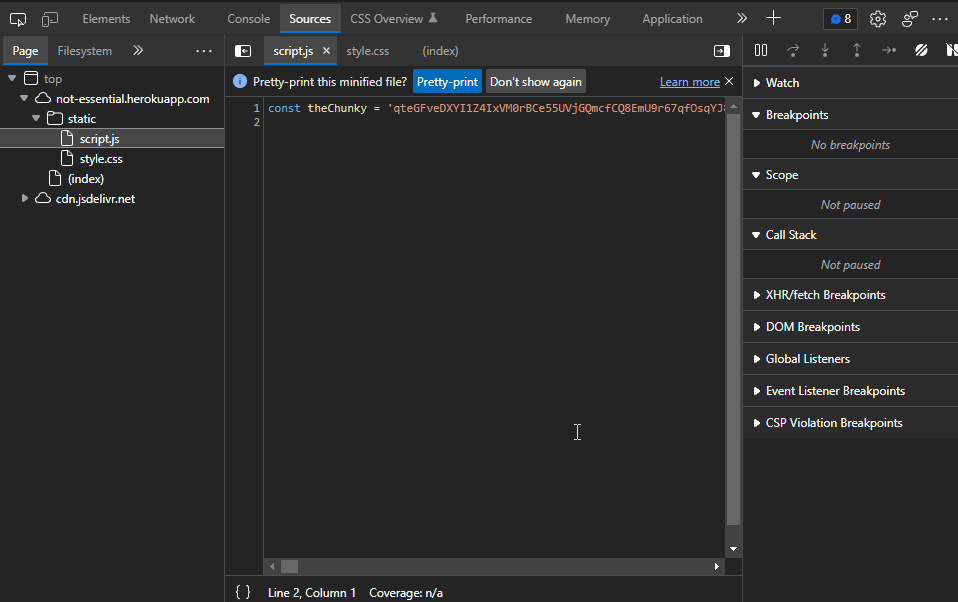 Elements Network Console Sources CSS Overview Performance Memory Application 8
Page Filesystem
script.js style.css (index)
top
not-essential.herokuapp.com
static
script.js
style.css
(index)
cdn.jsdelivr.net
Pretty-print this minified file? Pretty-print Don't show again Learn more
1 const theChunky = 'qteGFveDXYI1Z4IxVM0rBCe55UVjGQmcfCQ8EmU9r67qfOsqYJ8
2
{ } Line 2, Column 1 Coverage: n/a
Watch
Breakpoints
No breakpoints
Scope
Not paused
Call Stack
Not paused
XHR/fetch Breakpoints
DOM Breakpoints
Global Listeners
Event Listener Breakpoints
CSP Violation Breakpoints